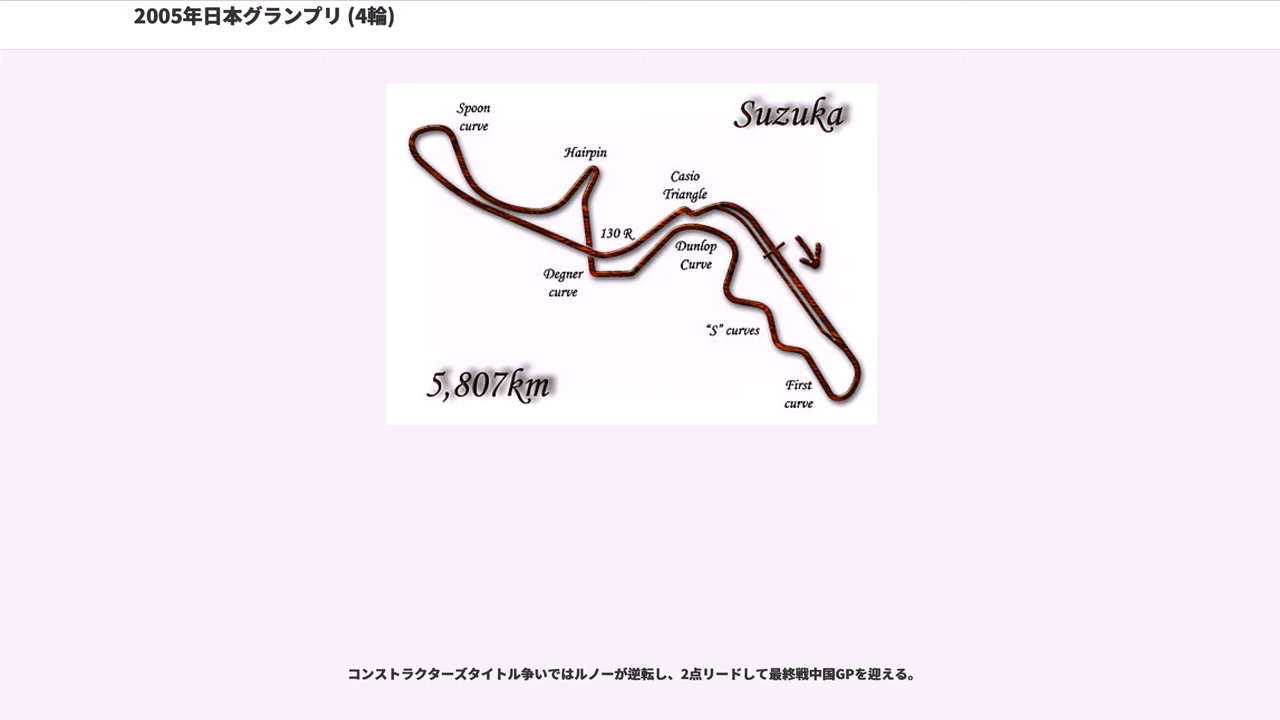 2005年日本グランプリ (4輪)
Suzuka
Spoon
curve
Hairpin
Casio
Triangle
130 R
Dunlop
Curve
Degner
curve
"S" curves
First
curve
5,807km
コンストラクターズタイトル争いではルノーが逆転し、2点リードして最終戦中国GPを迎える。